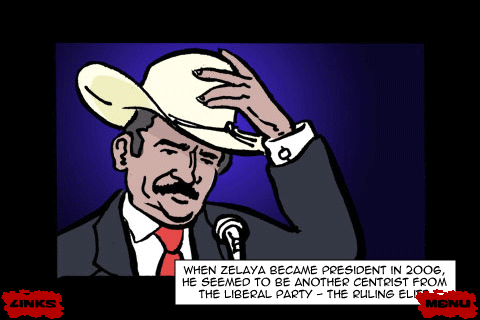 WHEN ZELAYA BECAME PRESIDENT IN 2006,
HE SEEMED TO BE ANOTHER CENTRIST FROM
THE LIBERAL PARTY - THE RULING ELITE
LINKS
MENU